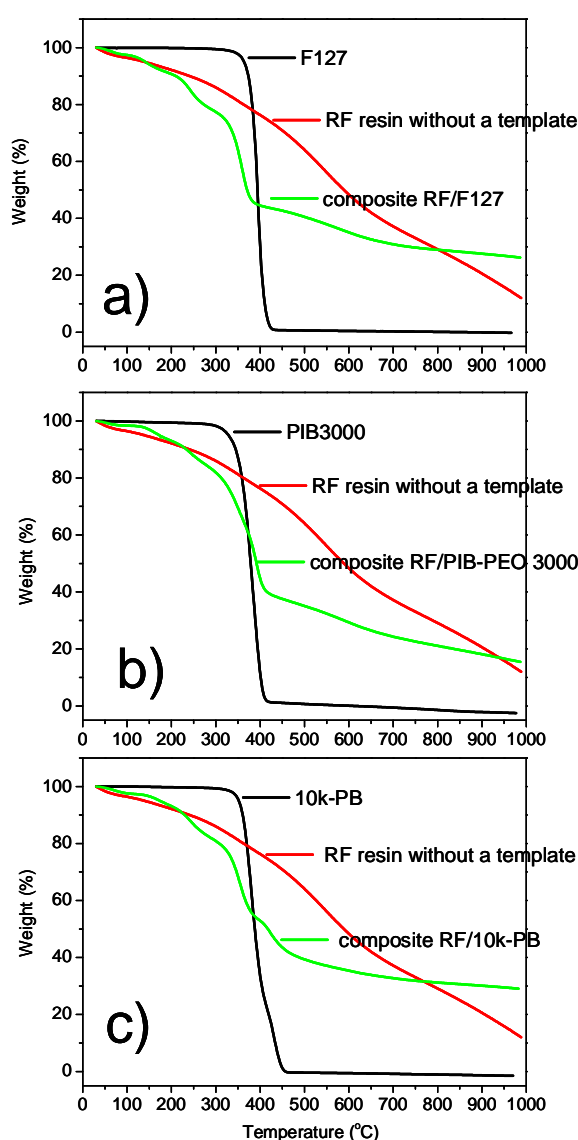 100
80
60
40
20
0
Weight (%)
F127
RF resin without a template
composite RF/F127
a)
0 100 200 300 400 500 600 700 800 900 1000
100
80
60
40
20
0
Weight (%)
PIB3000
RF resin without a template
composite RF/PIB-PEO 3000
b)
0 100 200 300 400 500 600 700 800 900 1000
100
80
60
40
20
0
Weight (%)
10k-PB
RF resin without a template
composite RF/10k-PB
c)
0 100 200 300 400 500 600 700 800 900 1000
Temperature (°C)